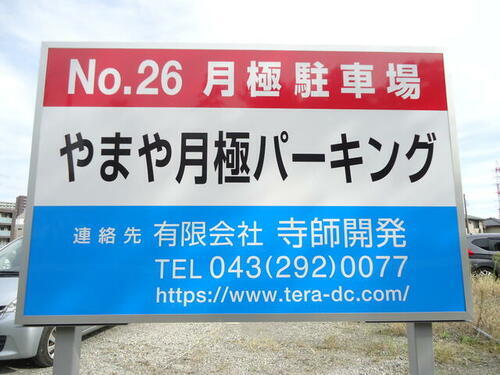 No.26 月極駐車場
やまや月極パーキング
連絡先 有限会社 寺師開発
TEL 043(292)0077
https://www.tera-dc.com/